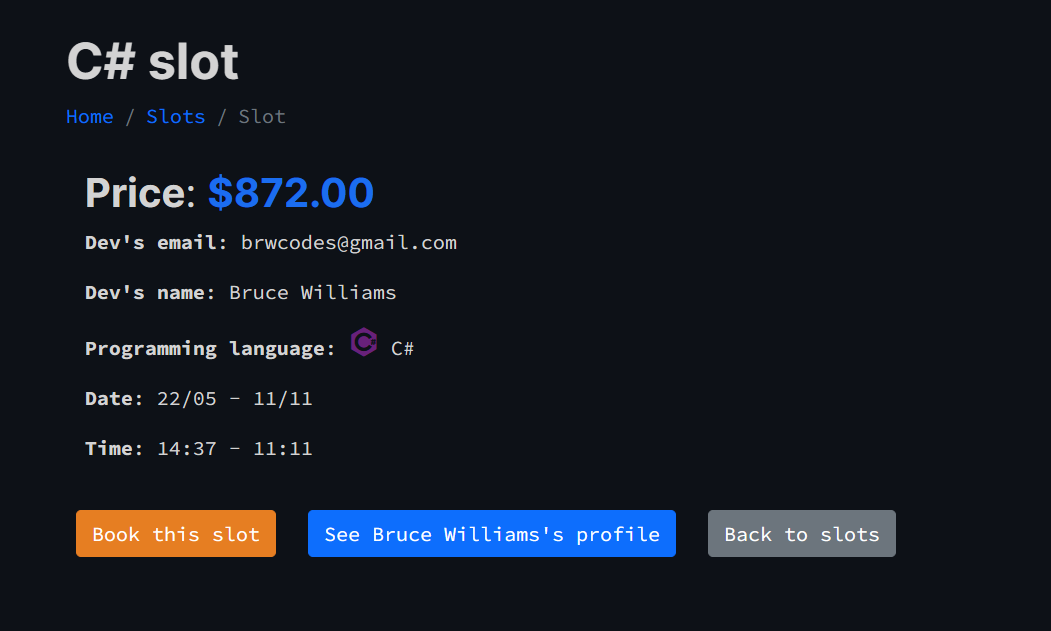 C# slot
Home / Slots / Slot
Price: $872.00
Dev's email: brwcodes@gmail.com
Dev's name: Bruce Williams
Programming language: C# C#
Date: 22/05 - 11/11
Time: 14:37 - 11:11
Book this slot
See Bruce Williams's profile
Back to slots